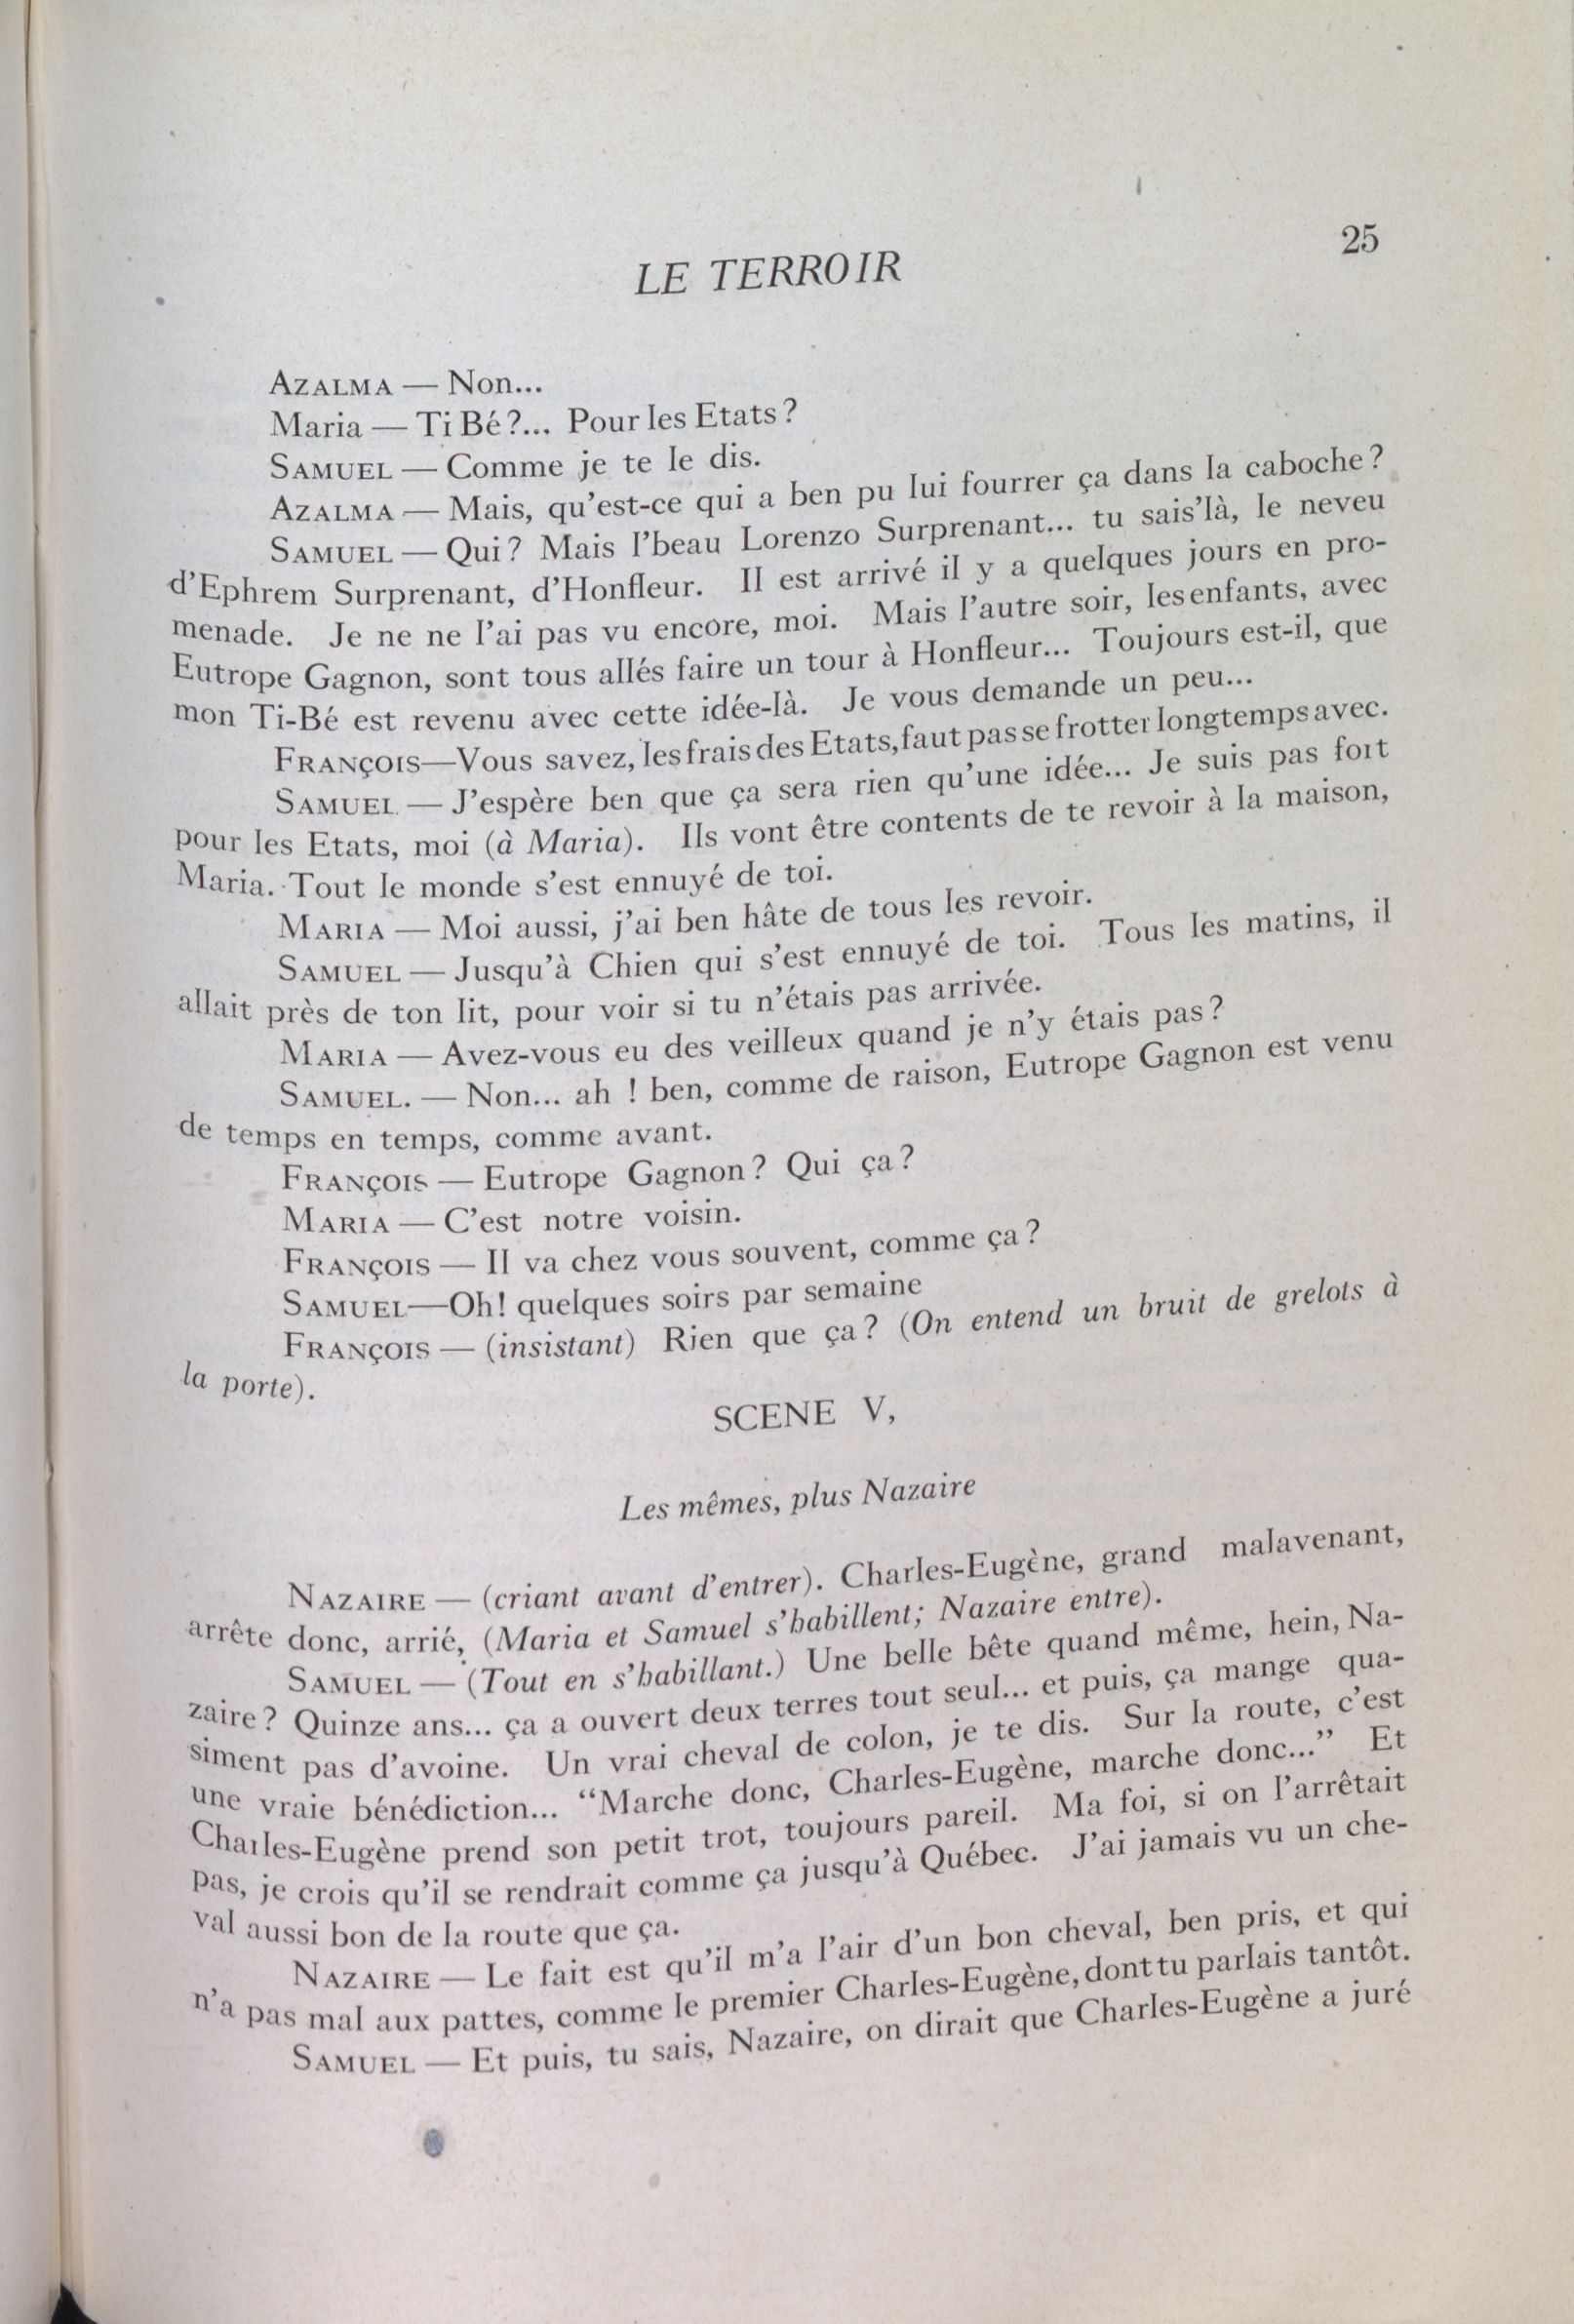 25
LE TERROIR
AZALMA — Non...
Maria — Ti Bé?... Pour les Etats?
SAMUEL — Comme je te le dis.
AZALMA — Mais, qu'est-ce qui a ben pu lui fourrer ça dans la caboche?
SAMUEL — Qui? Mais l'beau Lorenzo Surprenant... tu sais'là, le neveu
d'Ephrem Surprenant, d'Honfleur. Il est arrivé il y a quelques jours en pro-
menade. Je ne ne l'ai pas vu encore, moi. Mais l'autre soir, les enfants, avec
Eutrope Gagnon, sont tous allés faire un tour à Honfleur... Toujours est-il, que
mon Ti-Bé est revenu avec cette idée-là. Je vous demande un peu...
FRANÇOIS—Vous savez, les frais des Etats, faut pas se frotter longtemps avec.
SAMUEL — J'espère ben que ça sera rien qu'une idée... Je suis pas fort
pour les Etats, moi (à Maria). Ils vont être contents de te revoir à la maison,
Maria. Tout le monde s'est ennuyé de toi.
MARIA — Moi aussi, j'ai ben hâte de tous les revoir.
SAMUEL — Jusqu'à Chien qui s'est ennuyé de toi. Tous les matins, il
allait près de ton lit, pour voir si tu n'étais pas arrivée.
MARIA — Avez-vous eu des veilleux quand je n'y étais pas?
SAMUEL. — Non... ah ! ben, comme de raison, Eutrope Gagnon est venu
de temps en temps, comme avant.
FRANÇOIS — Eutrope Gagnon? Qui ça?
MARIA — C'est notre voisin.
FRANÇOIS — Il va chez vous souvent, comme ça?
SAMUEL—Oh! quelques soirs par semaine
FRANÇOIS — (insistant) Rien que ça? (On entend un bruit de grelots à
la porte).
SCENE V,
Les mêmes, plus Nazaire
NAZAIRE — (criant avant d'entrer). Charles-Eugène, grand malavenant,
arrête donc, arrié, (Maria et Samuel s'habillent; Nazaire entre).
SAMUEL — (Tout en s'habillant.) Une belle bête quand même, hein, Na-
zaire? Quinze ans... ça a ouvert deux terres tout seul... et puis, ça mange qua-
siment pas d'avoine. Un vrai cheval de colon, je te dis. Sur la route, c'est
une vraie bénédiction... “Marche donc, Charles-Eugène, marche donc...” Et
Charles-Eugène prend son petit trot, toujours pareil. Ma foi, si on l'arrêtait
pas, je crois qu'il se rendrait comme ça jusqu'à Québec. J'ai jamais vu un che-
val aussi bon de la route que ça.
NAZAIRE — Le fait est qu'il m'a l'air d'un bon cheval, ben pris, et qui
n'a pas mal aux pattes, comme le premier Charles-Eugène, dont tu parlais tantôt.
SAMUEL — Et puis, tu sais, Nazaire, on dirait que Charles-Eugène a juré